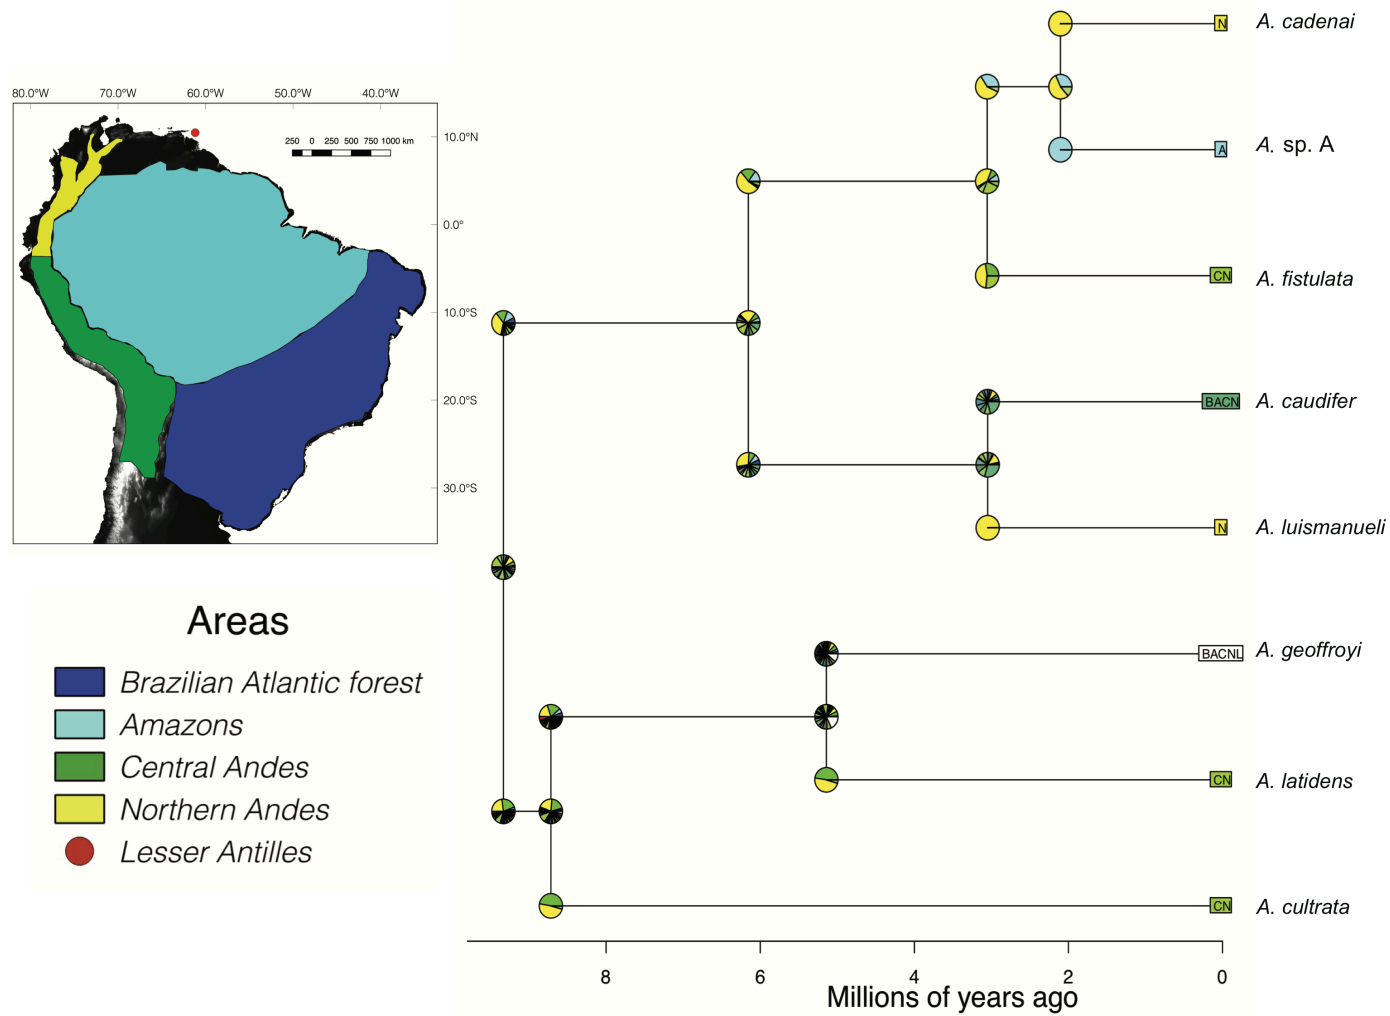 80.0°W 70.0°W 60.0°W 50.0°W 40.0°W
250 0 250 500 750 1000 km
10.0°N
0.0°
10.0°S
20.0°S
30.0°S
Areas
Brazilian Atlantic forest
Amazons
Central Andes
Northern Andes
Lesser Antilles
N A. cadenai
A A. sp. A
CN A. fistulata
BACN A. caudifer
N A. luismanueli
BACNL A. geoffroyi
CN A. latidens
CN A. cultrata
8 6 4 2 0
Millions of years ago